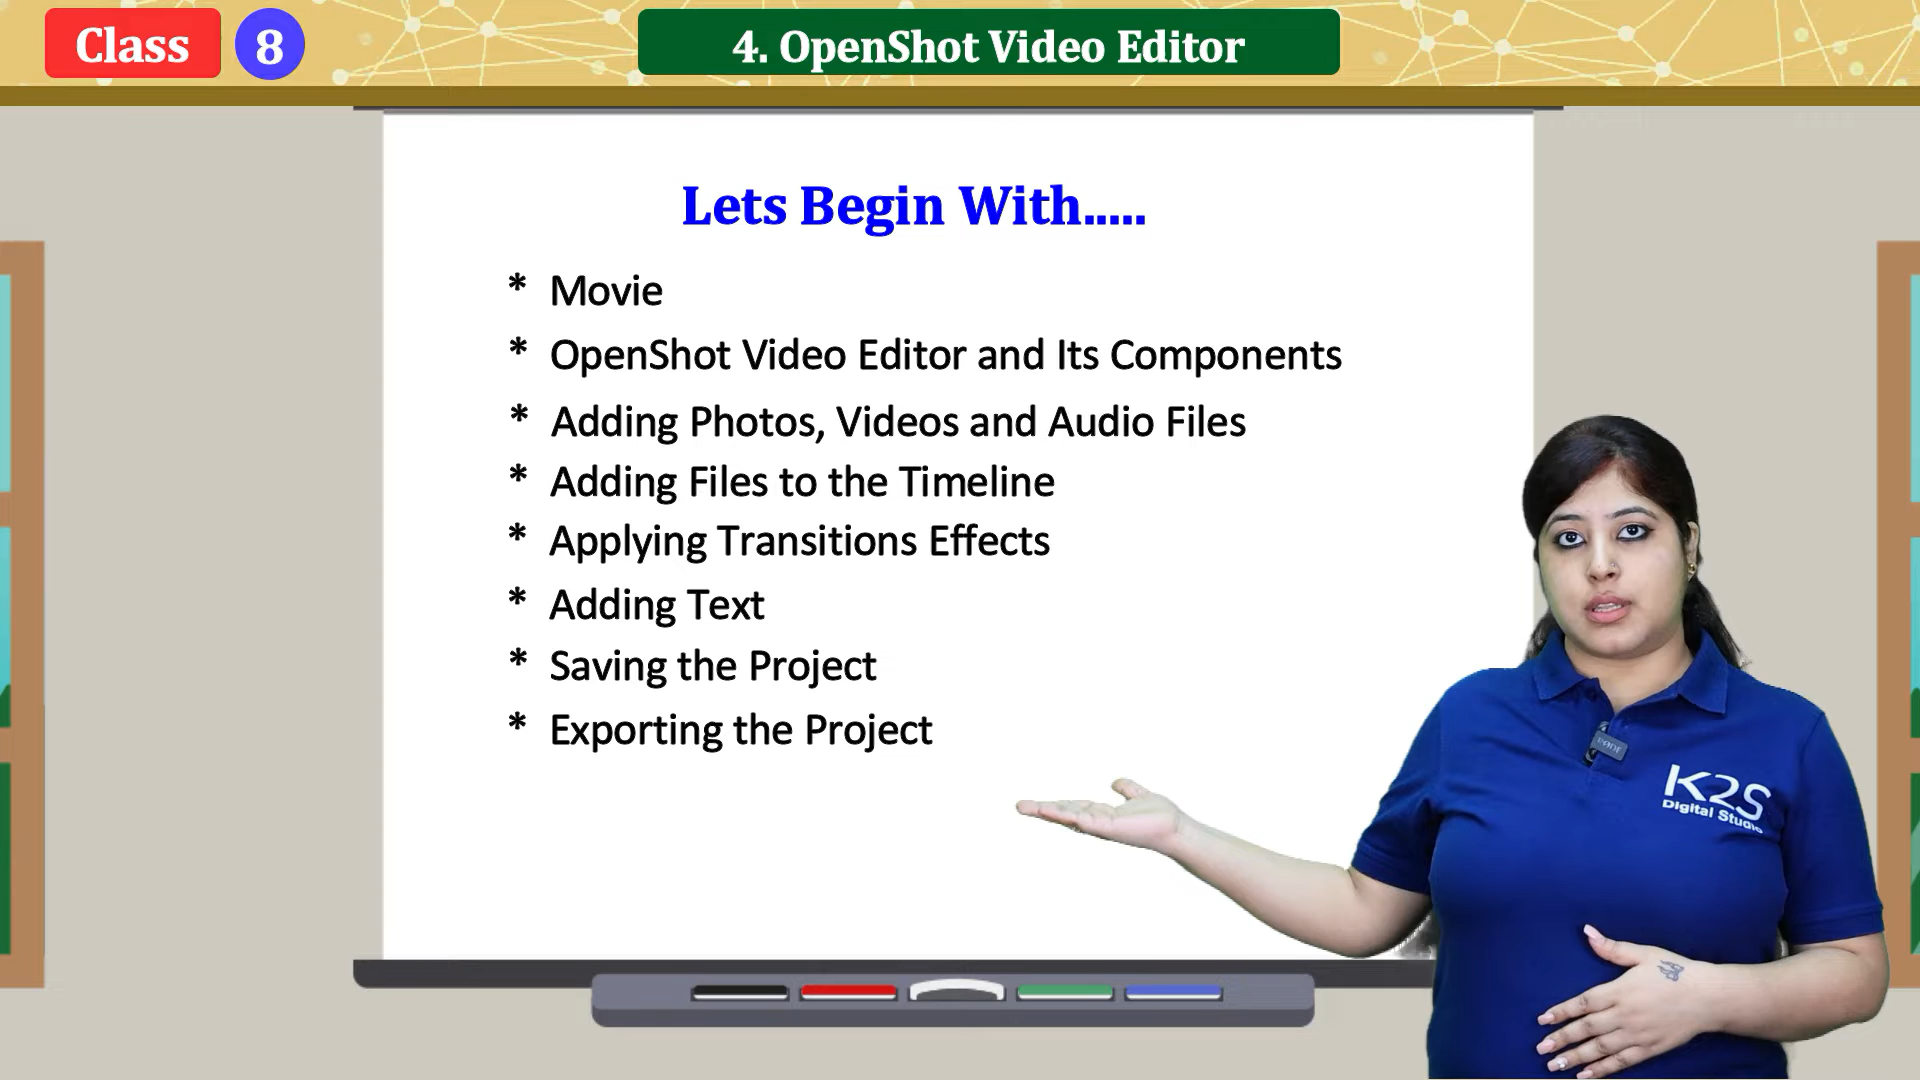 Class 8
4. OpenShot Video Editor
Lets Begin With.....
* Movie
* OpenShot Video Editor and Its Components
* Adding Photos, Videos and Audio Files
* Adding Files to the Timeline
* Applying Transitions Effects
* Adding Text
* Saving the Project
* Exporting the Project
K2S
Digital Studio